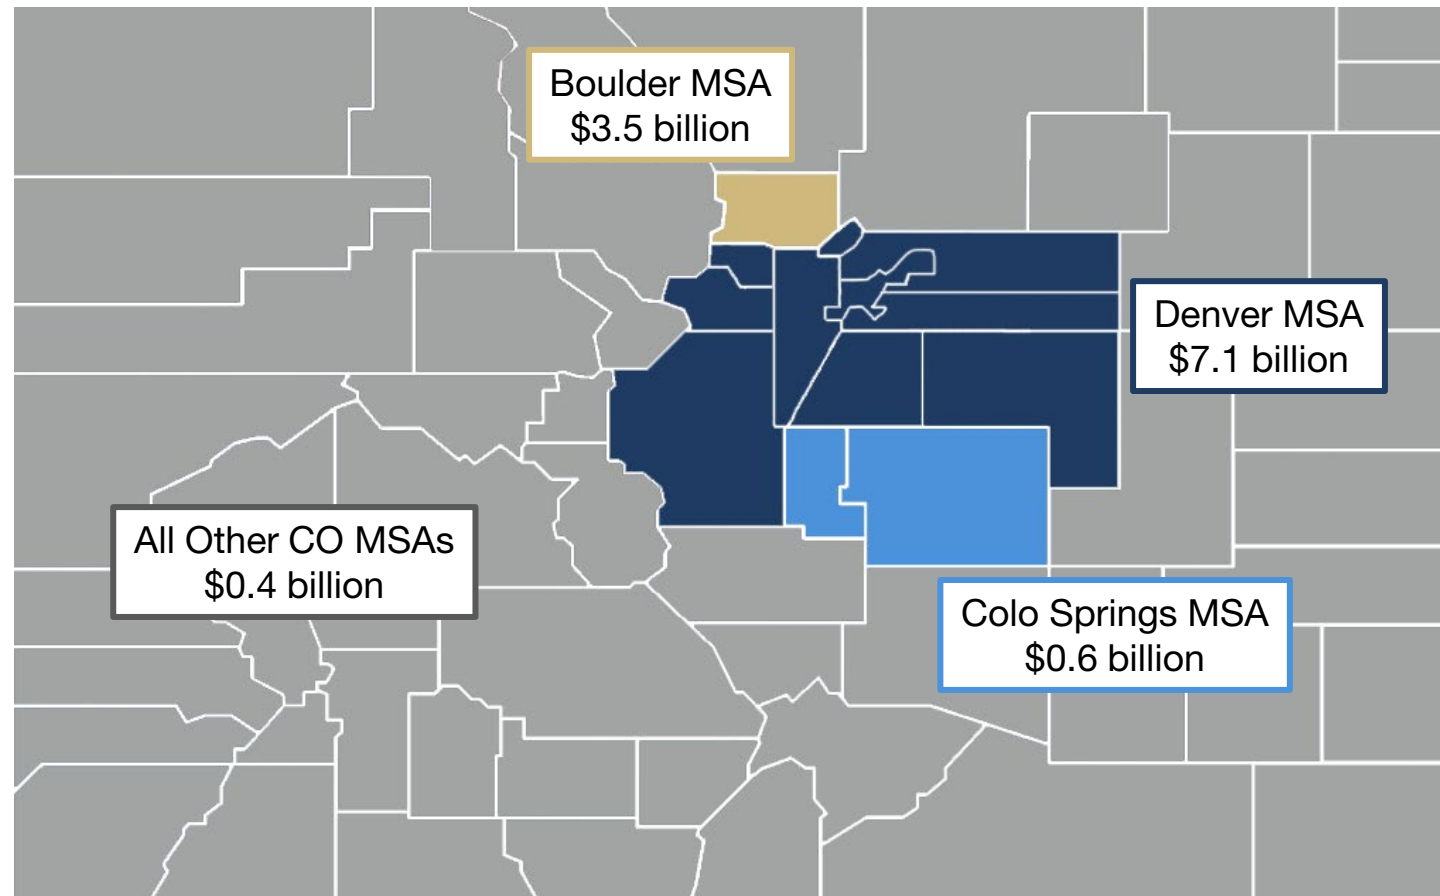 Boulder MSA
$3.5 billion
Denver MSA
$7.1 billion
All Other CO MSAs
$0.4 billion
Colo Springs MSA
$0.6 billion